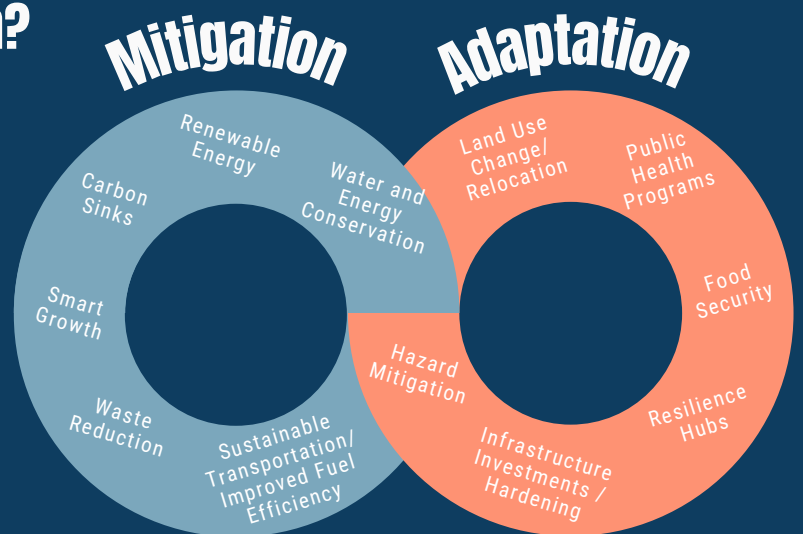 ?
Mitigation
Adaptation
Renewable
Energy
Water and
Energy
Conservation
Carbon
Sinks
Smart
Growth
Waste
Reduction
Sustainable
Transportation/
Improved Fuel
Efficiency
Land Use
Change/
Relocation
Public
Health
Programs
Food
Security
Resilience
Hubs
Infrastructure
Investments /
Hardening
Hazard
Mitigation